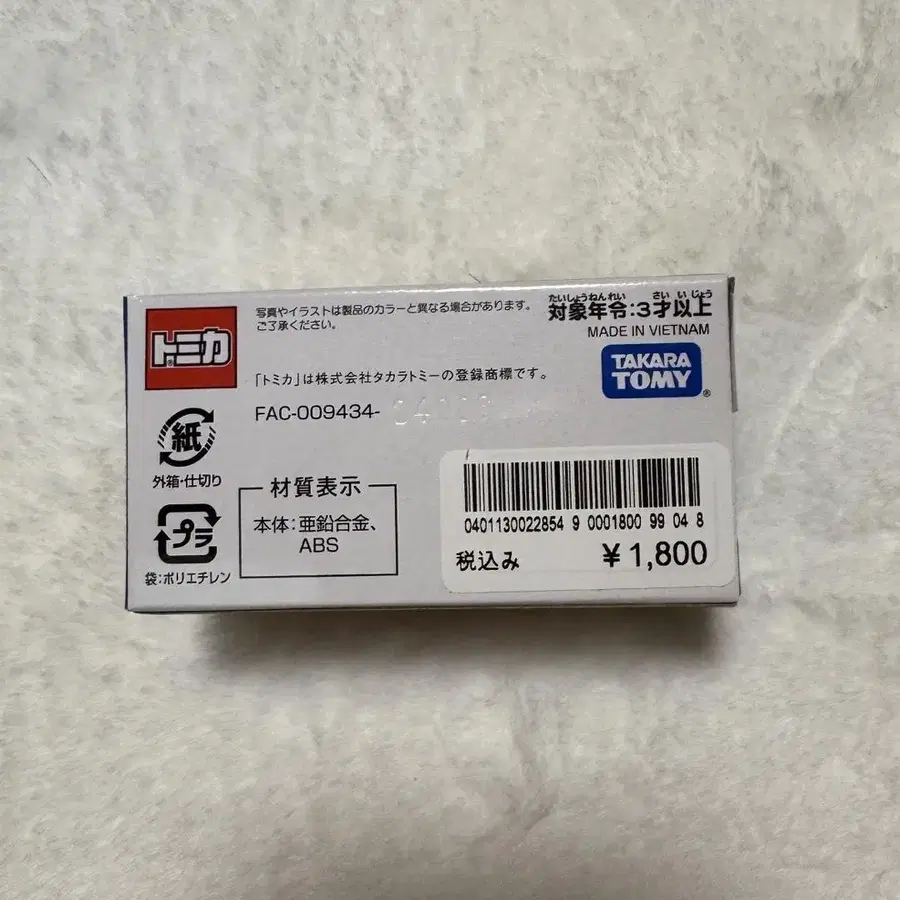 トミカ
写真やイラストは製品のカラーと異なる場合があります。
ご了承ください。
たいしょうねんれい さい いじょう
対象年令:3才以上
MADE IN VIETNAM
TAKARA
TOMY
「トミカ」は株式会社タカラトミーの登録商標です。
FAC-009434-
紙
外箱・仕切り
プラ
袋:ポリエチレン
材質表示
本体:亜鉛合金、
ABS
0401130022854 9 0001800 99 04 8
税込み ¥1,800